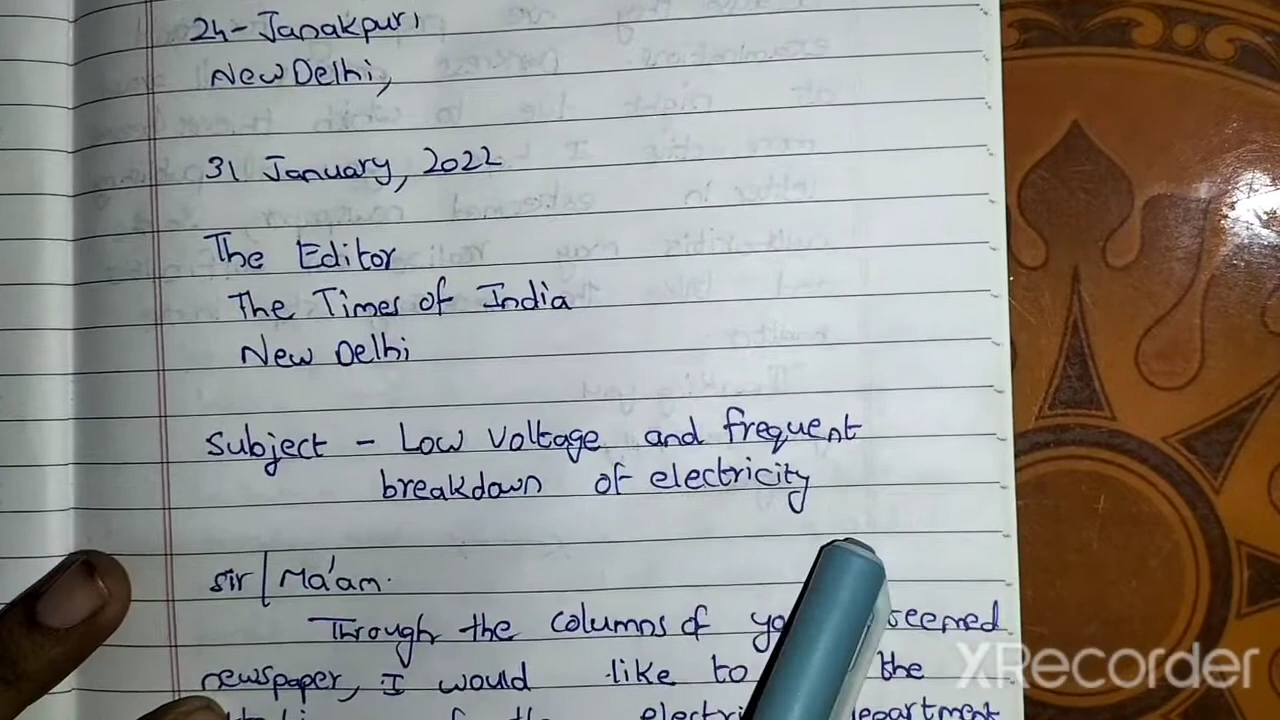 24- Janakpuri
New Delhi,
31 January, 2022
The Editor
The Times of India
New Delhi
Subject - Low voltage and frequent
breakdown of electricity
Sir | Ma'am.
Through the columns of
newspaper, I would like to the
XRecorder